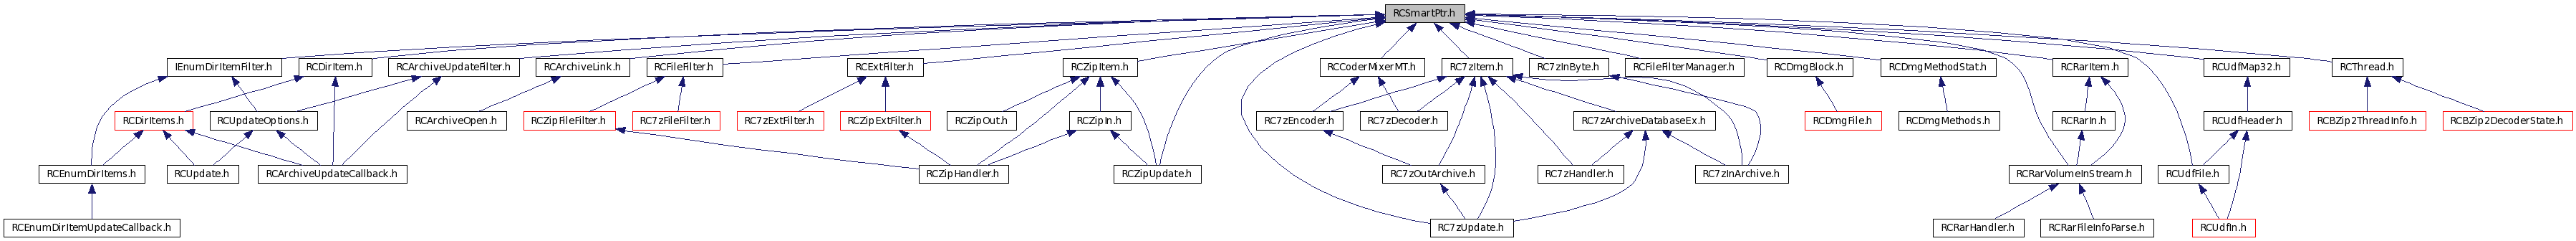 RCSmartPtr.h
IEnumDirItemFilter.h
RCDirItem.h
RCArchiveUpdateFilter.h
RCArchiveLink.h
RCFileFilter.h
RCExtFilter.h
RCZipItem.h
RCCoderMixerMT.h
RC7zItem.h
RC7zInByte.h
RCFileFilterManager.h
RCDmgBlock.h
RCDmgMethodStat.h
RCRarItem.h
RCUdfMap32.h
RCThread.h
RCDirItems.h
RCUpdateOptions.h
RCArchiveOpen.h
RCZipFileFilter.h
RC7zFileFilter.h
RC7zExtFilter.h
RCZipExtFilter.h
RCZipOut.h
RCZipIn.h
RC7zEncoder.h
RC7zDecoder.h
RC7zArchiveDatabaseEx.h
RCDmgFile.h
RCDmgMethods.h
RCRarIn.h
RCUdfHeader.h
RCBZip2ThreadInfo.h
RCBZip2DecoderState.h
RCEnumDirItems.h
RCUpdate.h
RCArchiveUpdateCallback.h
RCZipHandler.h
RCZipUpdate.h
RC7zOutArchive.h
RC7zHandler.h
RC7zInArchive.h
RCRarVolumeInStream.h
RCUdfFile.h
RCEnumDirItemUpdateCallback.h
RC7zUpdate.h
RCRarHandler.h
RCRarFileInfoParse.h
RCUdfIn.h